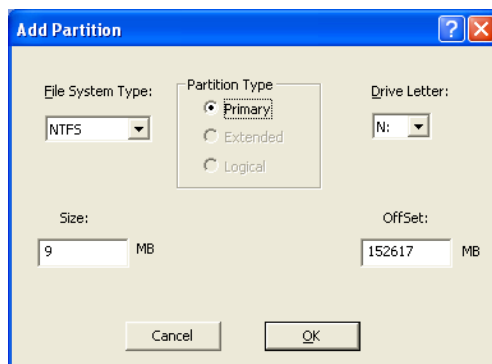 Add Partition
File System Type:
Partition Type
Drive Letter:
NTFS
Primary
Extended
Logical
N:
Size:
OffSet:
9 MB
152617 MB
Cancel
OK